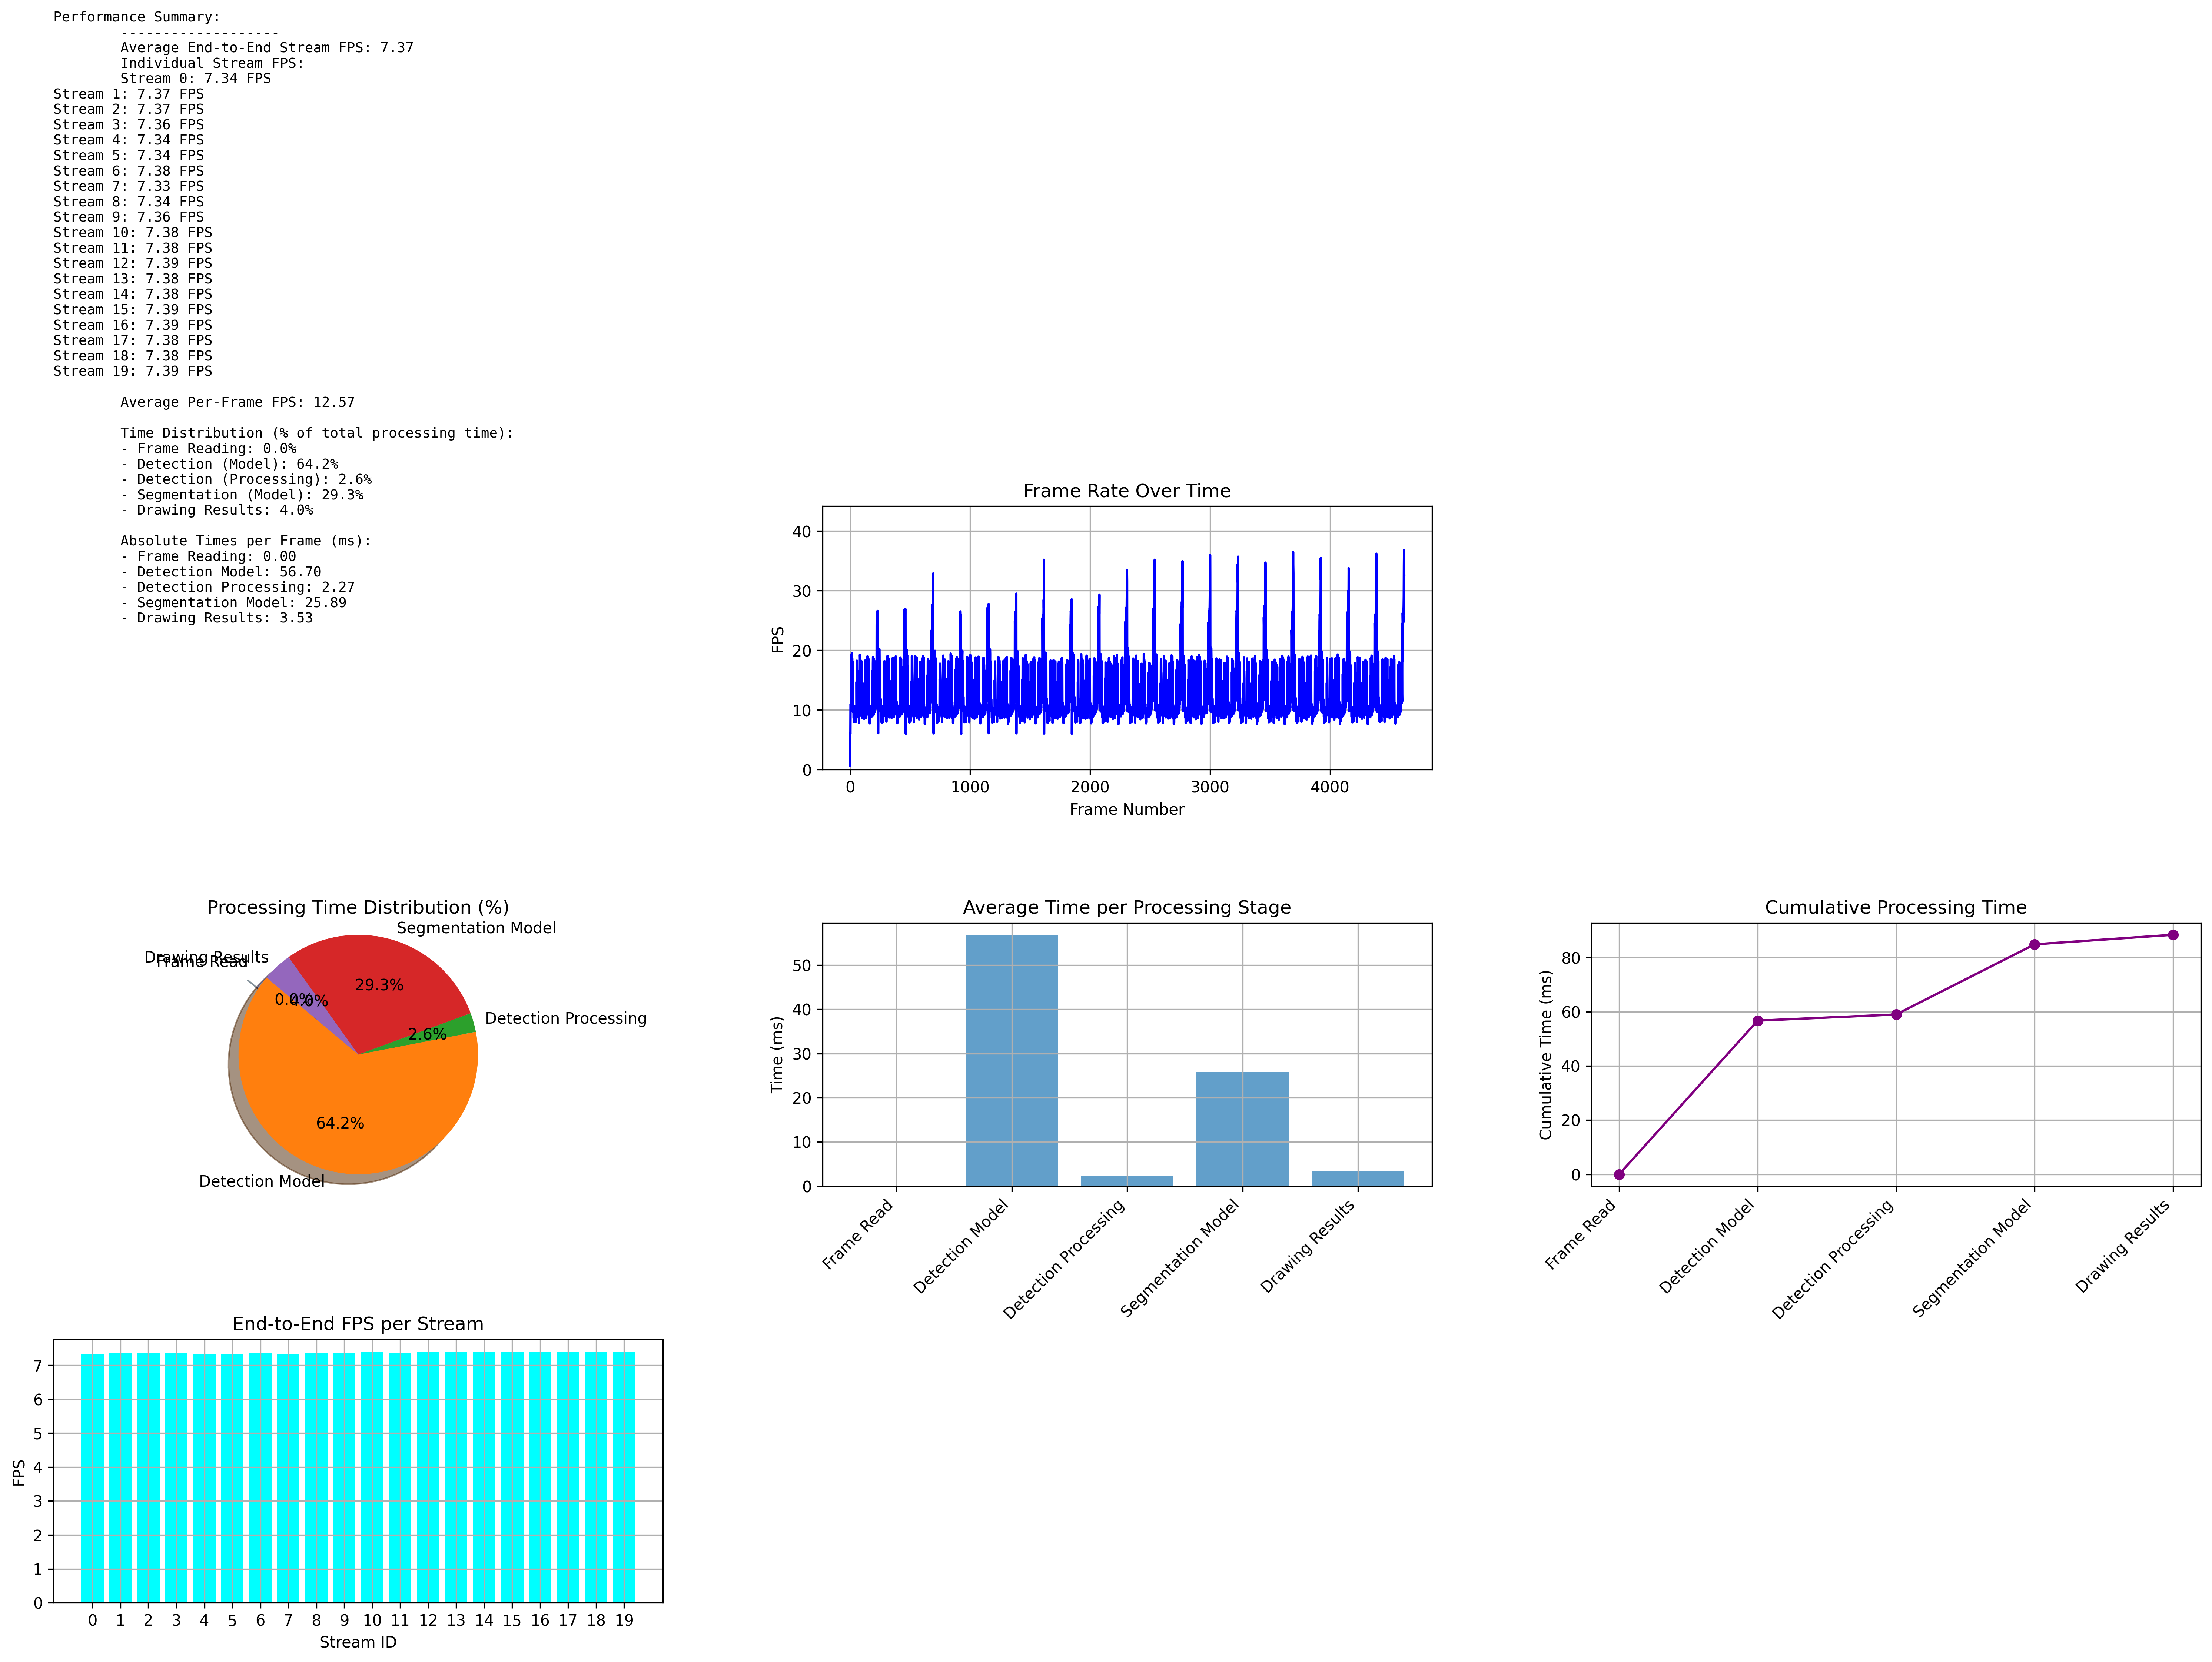 Performance Summary:
-------------------
Average End-to-End Stream FPS: 7.37
Individual Stream FPS:
Stream 0: 7.34 FPS
Stream 1: 7.37 FPS
Stream 2: 7.37 FPS
Stream 3: 7.36 FPS
Stream 4: 7.34 FPS
Stream 5: 7.34 FPS
Stream 6: 7.38 FPS
Stream 7: 7.33 FPS
Stream 8: 7.34 FPS
Stream 9: 7.36 FPS
Stream 10: 7.38 FPS
Stream 11: 7.38 FPS
Stream 12: 7.39 FPS
Stream 13: 7.38 FPS
Stream 14: 7.38 FPS
Stream 15: 7.39 FPS
Stream 16: 7.39 FPS
Stream 17: 7.38 FPS
Stream 18: 7.38 FPS
Stream 19: 7.39 FPS
Average Per-Frame FPS: 12.57
Time Distribution (% of total processing time):
- Frame Reading: 0.0%
- Detection (Model): 64.2%
- Detection (Processing): 2.6%
- Segmentation (Model): 29.3%
- Drawing Results: 4.0%
Absolute Times per Frame (ms):
- Frame Reading: 0.00
- Detection Model: 56.70
- Detection Processing: 2.27
- Segmentation Model: 25.89
- Drawing Results: 3.53
Frame Rate Over Time
40
30
20
10
0
FPS
0 1000 2000 3000 4000
Frame Number
Processing Time Distribution (%)
Segmentation Model
Drawing Results
Frame Read
29.3%
0.0%
4.0%
Detection Processing
2.6%
64.2%
Detection Model
Average Time per Processing Stage
50
40
30
20
10
0
Time (ms)
Frame Read
Detection Model
Detection Processing
Segmentation Model
Drawing Results
Cumulative Processing Time
80
60
40
20
0
Cumulative Time (ms)
Frame Read
Detection Model
Detection Processing
Segmentation Model
Drawing Results
End-to-End FPS per Stream
7
6
5
4
3
2
1
0
FPS
0 1 2 3 4 5 6 7 8 9 10 11 12 13 14 15 16 17 18 19
Stream ID